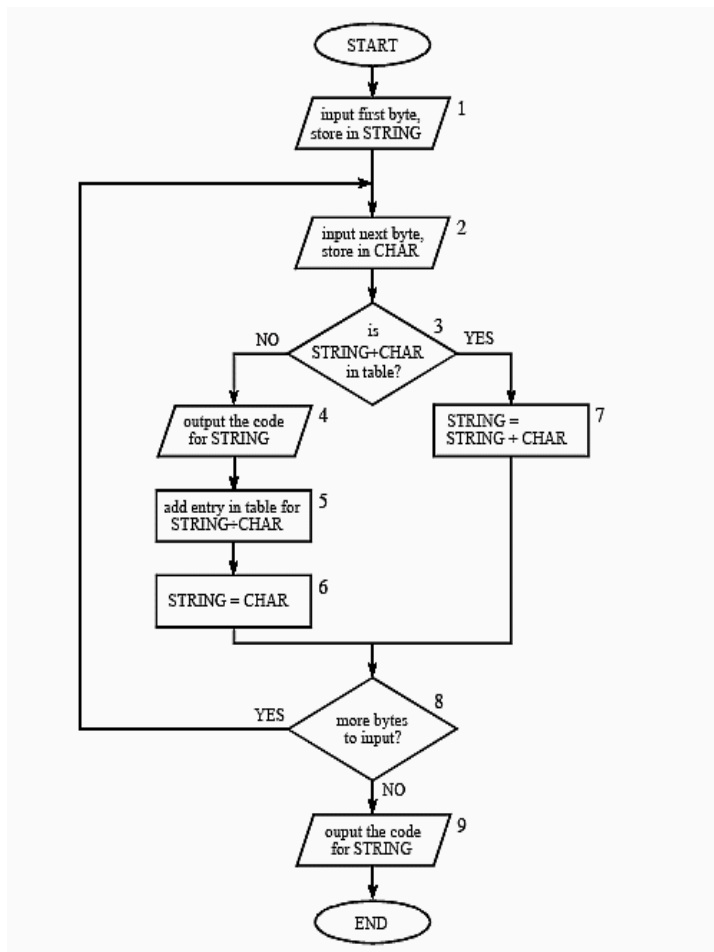 START
1
input first byte,
store in STRING
2
input next byte,
store in CHAR
3
is
STRING+CHAR
in table?
NO
YES
4
output the code
for STRING
7
STRING =
STRING + CHAR
5
add entry in table for
STRING+CHAR
6
STRING = CHAR
8
YES
more bytes
to input?
NO
9
ouput the code
for STRING
END